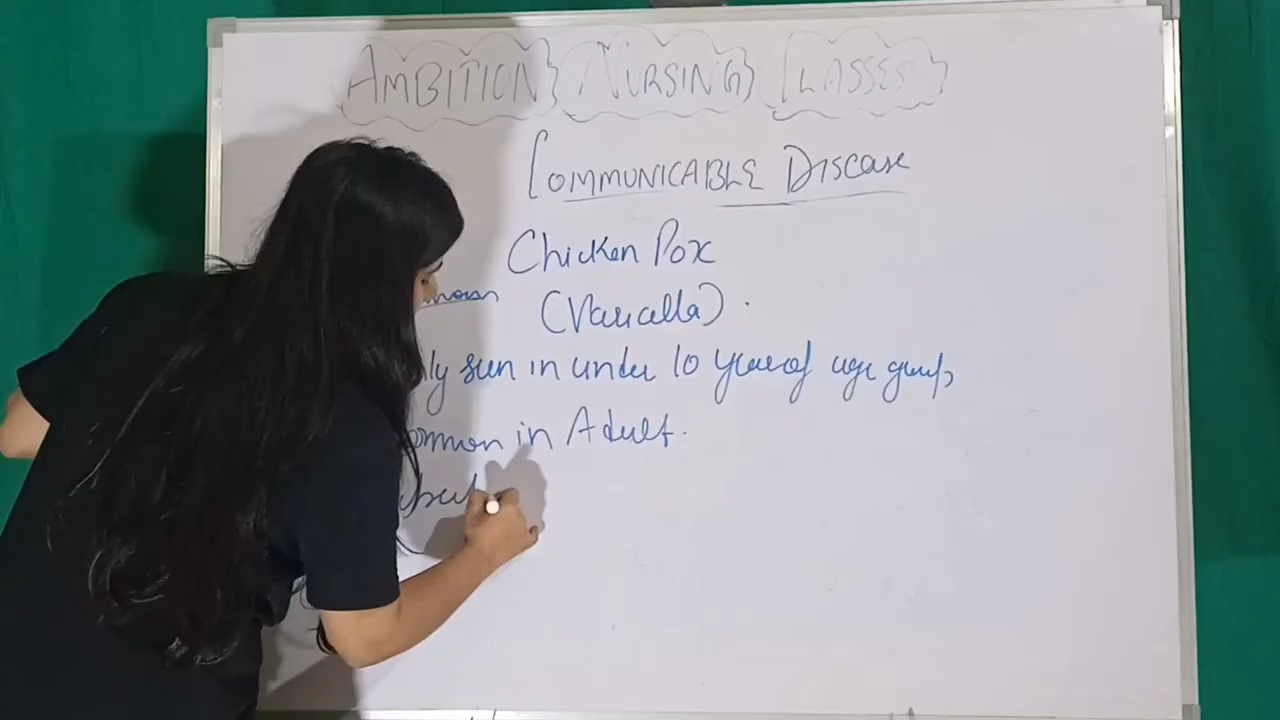 AMBITION NURSING CLASSES
COMMUNICABLE DISEASE
Chicken Pox
(Varicella).
seen in under 10 year of age group
in Adult.